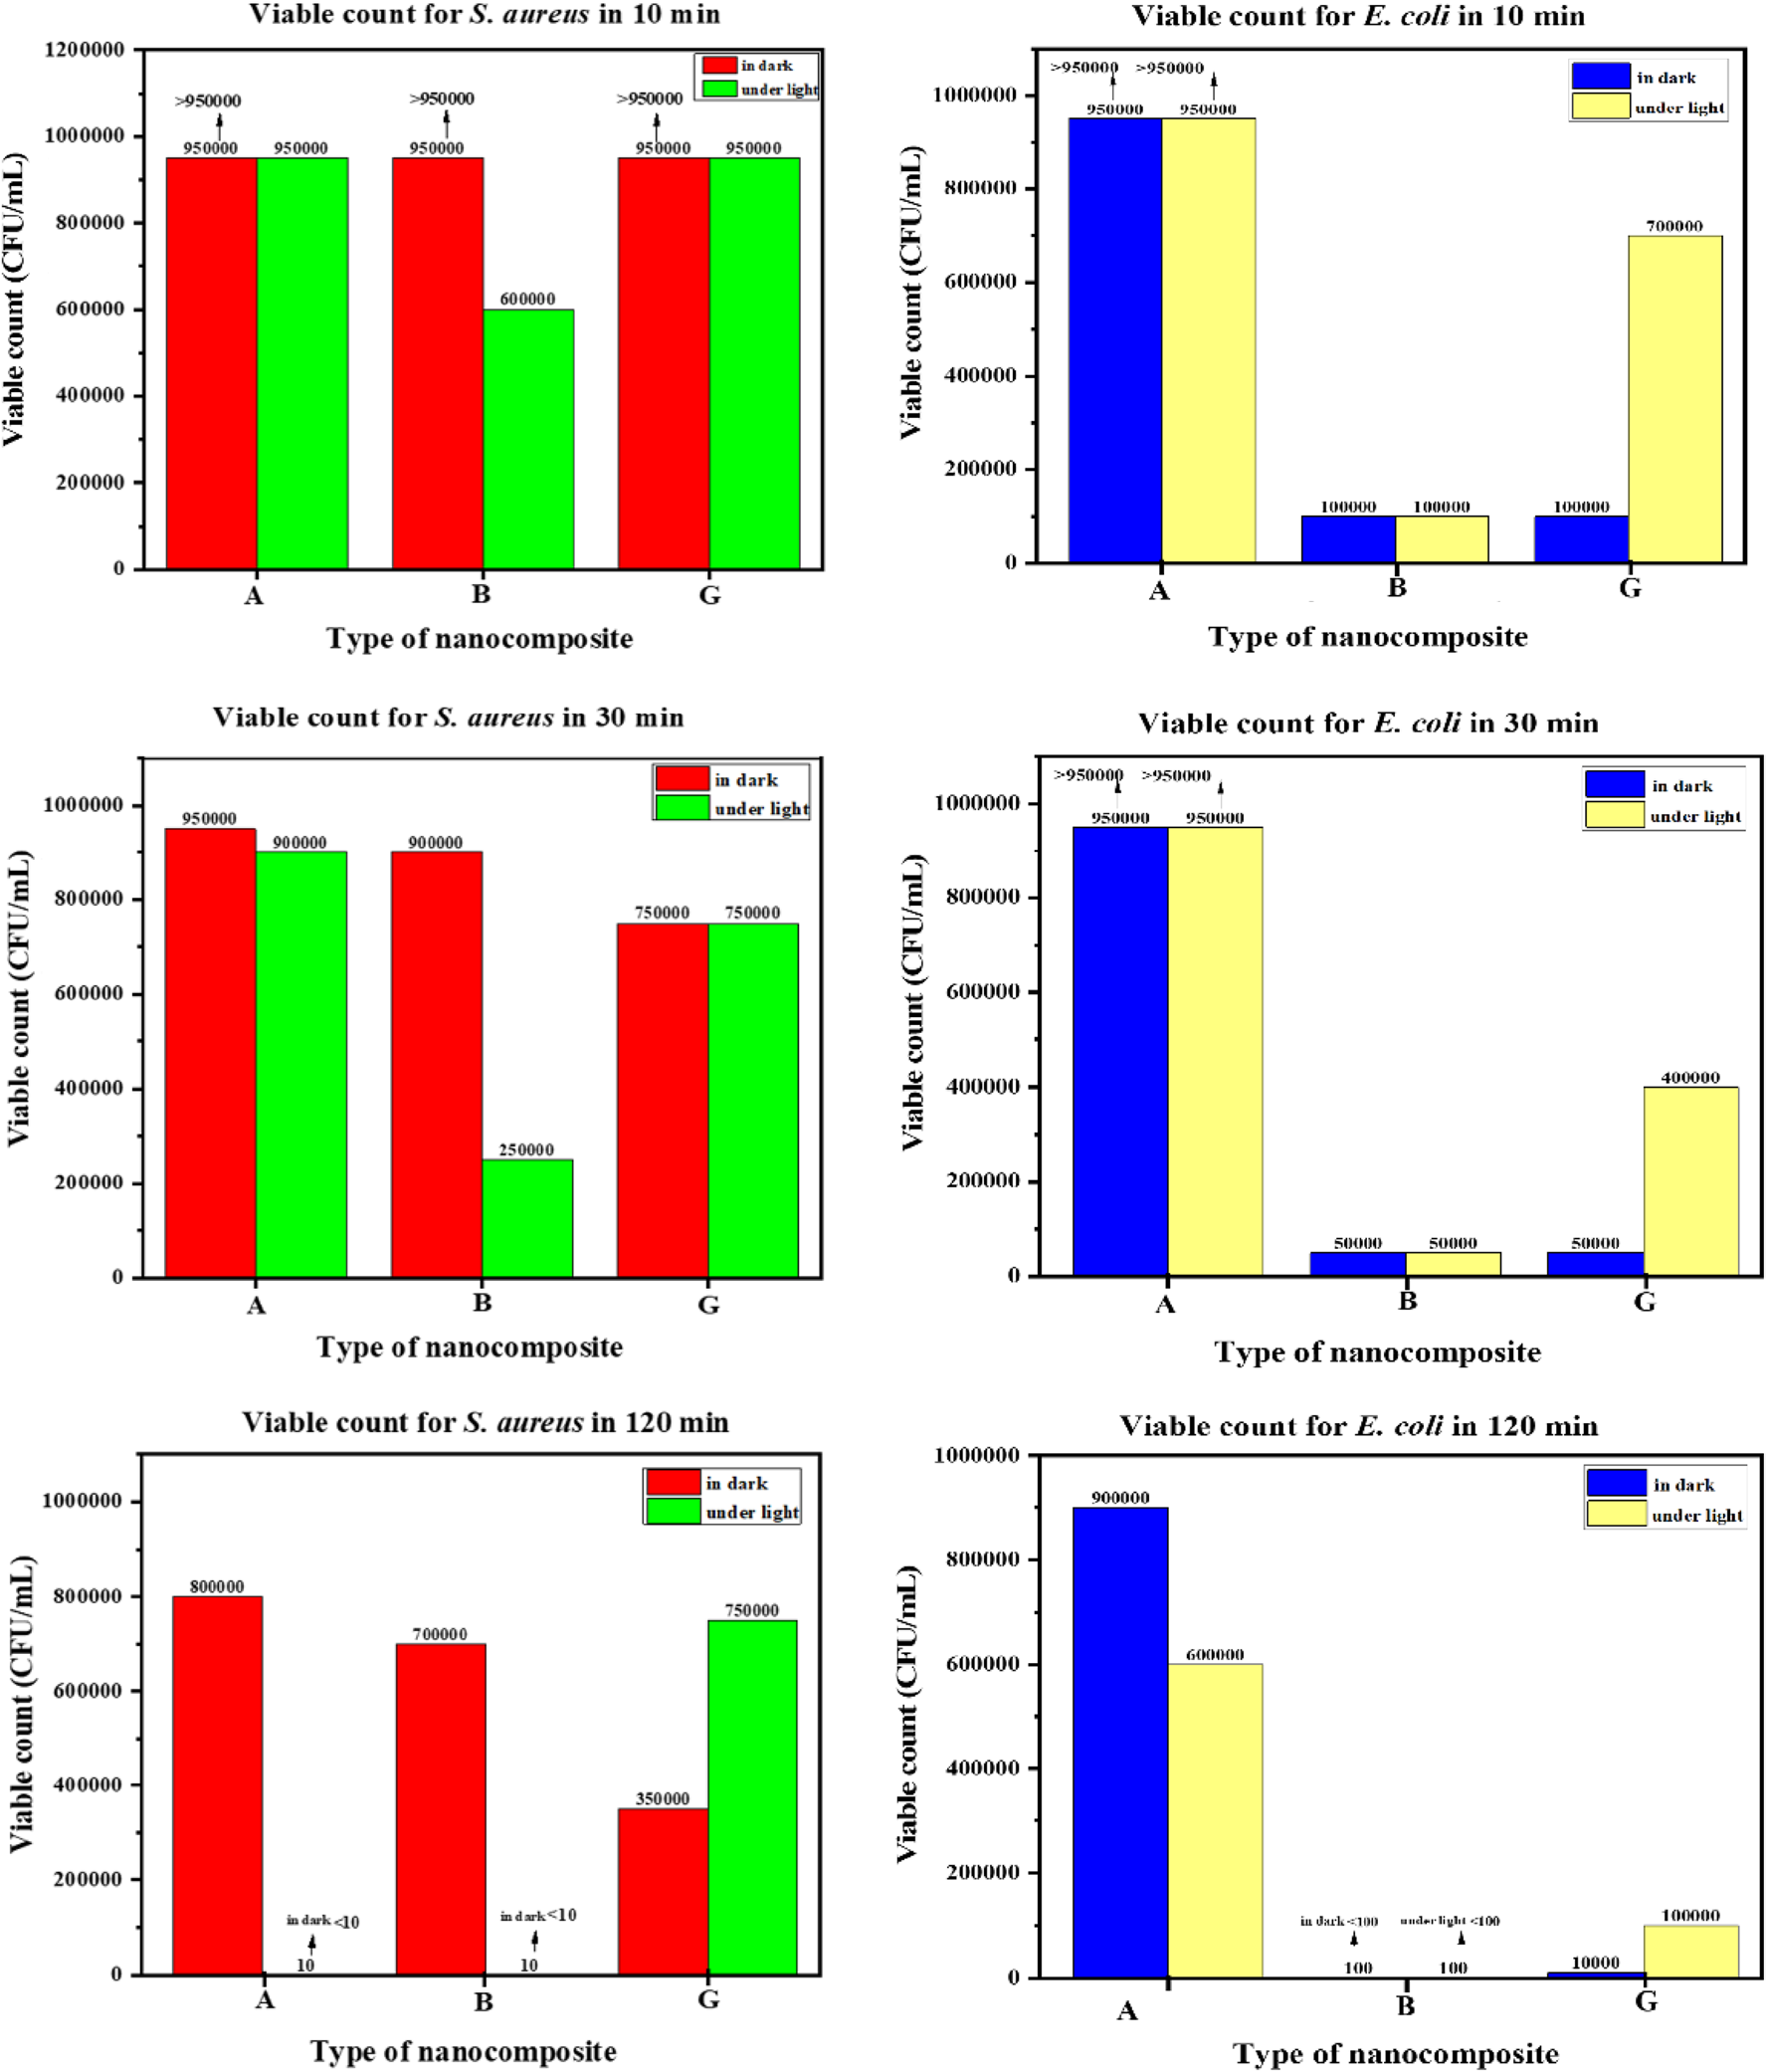 Viable count for S. aureus in 10 min
1200000
1000000
800000
600000
400000
200000
0
Viable count (CFU/mL)
in dark
under light
>950000
>950000
>950000
950000
950000
950000
600000
950000
950000
A
B
G
Type of nanocomposite
Viable count for E. coli in 10 min
1000000
800000
600000
400000
200000
0
Viable count (CFU/mL)
in dark
under light
>950000
>950000
950000
950000
100000
100000
100000
700000
A
B
G
Type of nanocomposite
Viable count for S. aureus in 30 min
1000000
800000
600000
400000
200000
0
Viable count (CFU/mL)
in dark
under light
950000
900000
900000
250000
750000
750000
A
B
G
Type of nanocomposite
Viable count for E. coli in 30 min
1000000
800000
600000
400000
200000
0
Viable count (CFU/mL)
in dark
under light
>950000
>950000
950000
950000
50000
50000
50000
400000
A
B
G
Type of nanocomposite
Viable count for S. aureus in 120 min
1000000
800000
600000
400000
200000
0
Viable count (CFU/mL)
in dark
under light
800000
in dark <10
10
700000
in dark <10
10
350000
750000
A
B
G
Type of nanocomposite
Viable count for E. coli in 120 min
1000000
800000
600000
400000
200000
0
Viable count (CFU/mL)
in dark
under light
900000
600000
in dark <100
under light <100
100
100
10000
100000
A
B
G
Type of nanocomposite